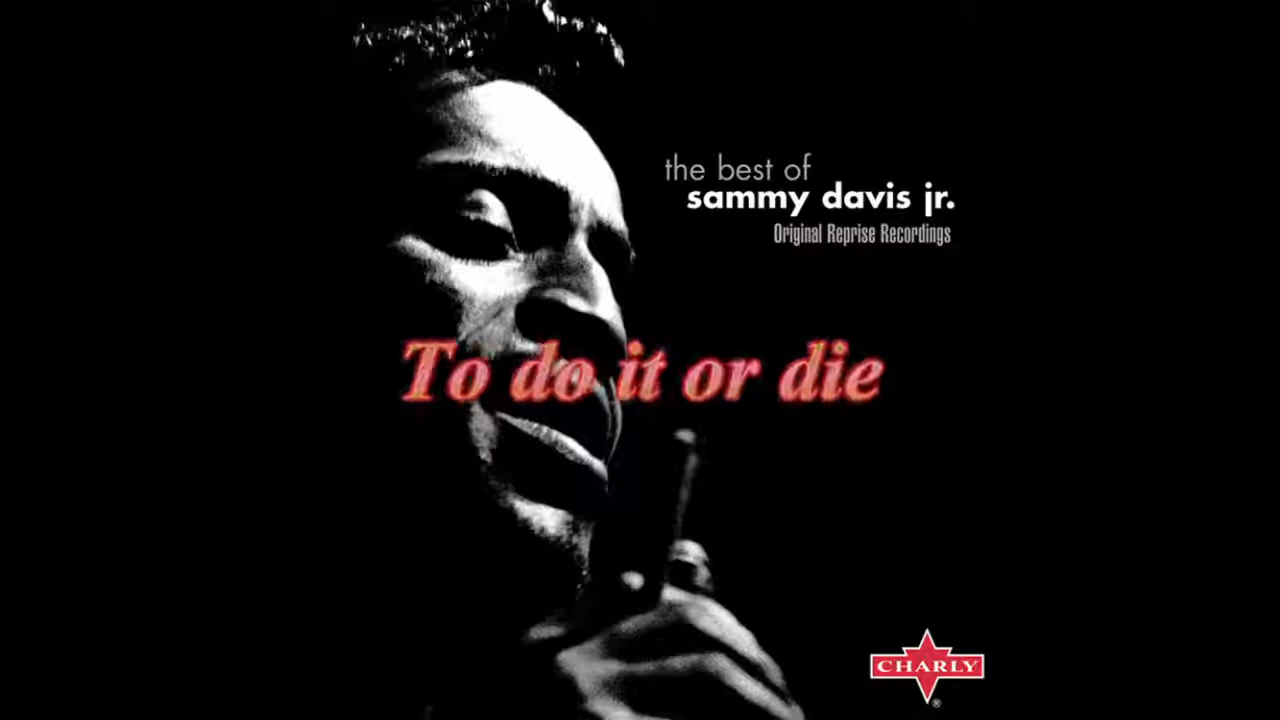 the best of
sammy davis jr.
Original Reprise Recordings
To do it or die
CHARLY
®